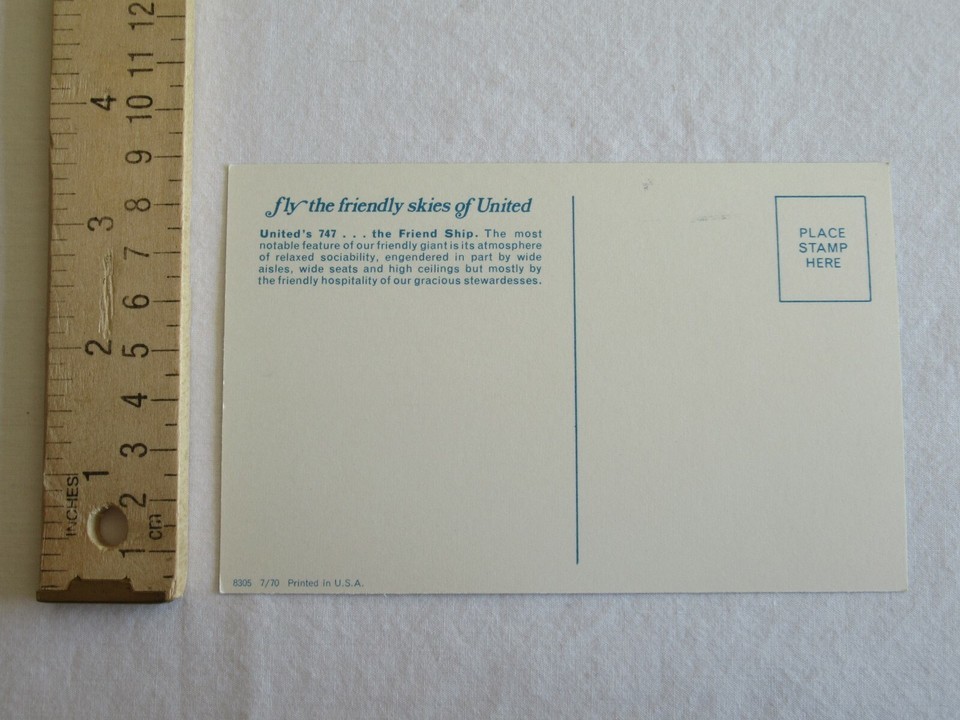 12
11
4 10
9
3 8
7
6
2 5
4
3
1
INCHES 2
1 cm
fly the friendly skies of United
United's 747 . . . the Friend Ship. The most
notable feature of our friendly giant is its atmosphere
of relaxed sociability, engendered in part by wide
aisles, wide seats and high ceilings but mostly by
the friendly hospitality of our gracious stewardesses.
PLACE
STAMP
HERE
8305 7/70 Printed in U.S.A.